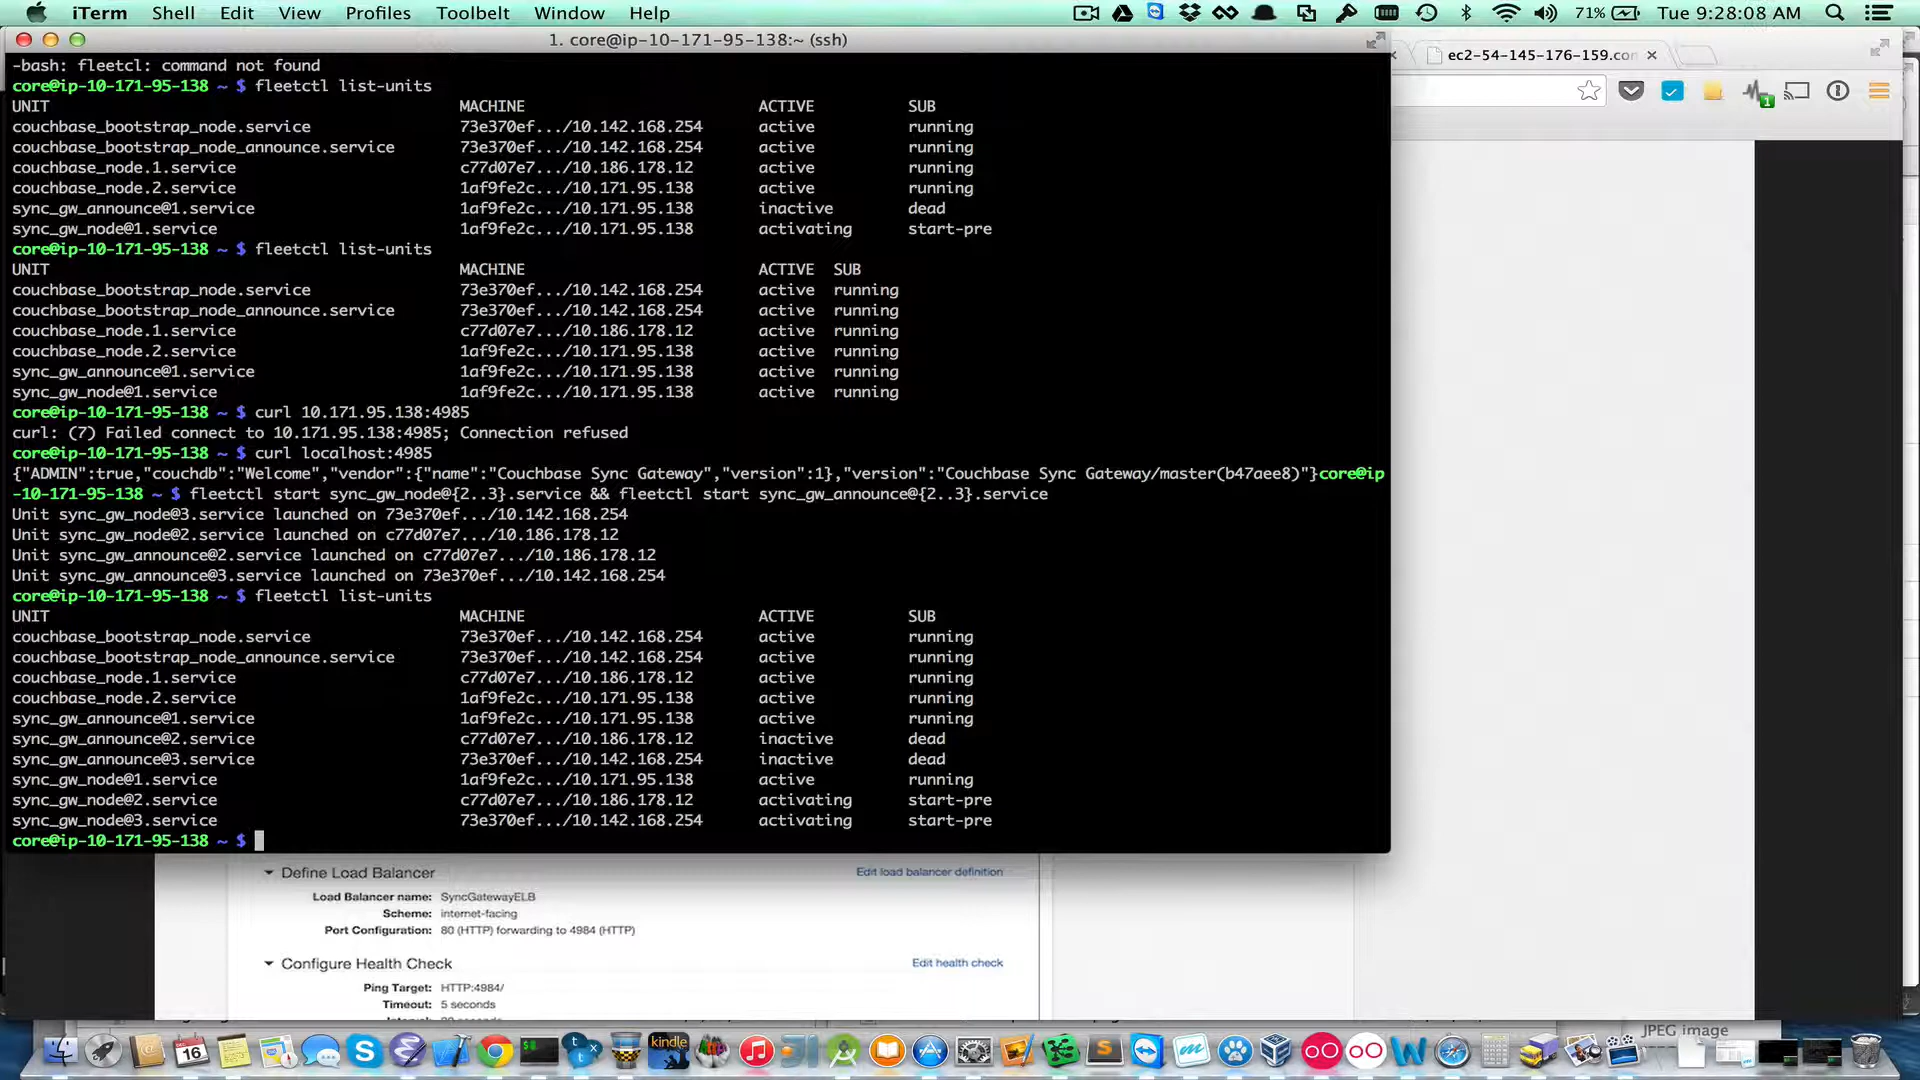 iTerm Shell Edit View Profiles Toolbelt Window Help 71% Tue 9:28:08 AM
1. core@ip-10-171-95-138:~ (ssh)
ec2-54-145-176-159.con
-bash: fleetcl: command not found
core@ip-10-171-95-138 ~ $ fleetctl list-units
UNIT MACHINE ACTIVE SUB
couchbase_bootstrap_node.service 73e370ef.../10.142.168.254 active running
couchbase_bootstrap_node_announce.service 73e370ef.../10.142.168.254 active running
couchbase_node.1.service c77d07e7.../10.186.178.12 active running
couchbase_node.2.service 1af9fe2c.../10.171.95.138 active running
sync_gw_announce@1.service 1af9fe2c.../10.171.95.138 inactive dead
sync_gw_node@1.service 1af9fe2c.../10.171.95.138 activating start-pre
core@ip-10-171-95-138 ~ $ fleetctl list-units
UNIT MACHINE ACTIVE SUB
couchbase_bootstrap_node.service 73e370ef.../10.142.168.254 active running
couchbase_bootstrap_node_announce.service 73e370ef.../10.142.168.254 active running
couchbase_node.1.service c77d07e7.../10.186.178.12 active running
couchbase_node.2.service 1af9fe2c.../10.171.95.138 active running
sync_gw_announce@1.service 1af9fe2c.../10.171.95.138 active running
sync_gw_node@1.service 1af9fe2c.../10.171.95.138 active running
core@ip-10-171-95-138 ~ $ curl 10.171.95.138:4985
curl: (7) Failed connect to 10.171.95.138:4985; Connection refused
core@ip-10-171-95-138 ~ $ curl localhost:4985
{"ADMIN":true,"couchdb":"Welcome","vendor":{"name":"Couchbase Sync Gateway","version":1},"version":"Couchbase Sync Gateway/master(b47aee8)"}core@ip
-10-171-95-138 ~ $ fleetctl start sync_gw_node@{2..3}.service && fleetctl start sync_gw_announce@{2..3}.service
Unit sync_gw_node@3.service launched on 73e370ef.../10.142.168.254
Unit sync_gw_node@2.service launched on c77d07e7.../10.186.178.12
Unit sync_gw_announce@2.service launched on c77d07e7.../10.186.178.12
Unit sync_gw_announce@3.service launched on 73e370ef.../10.142.168.254
core@ip-10-171-95-138 ~ $ fleetctl list-units
UNIT MACHINE ACTIVE SUB
couchbase_bootstrap_node.service 73e370ef.../10.142.168.254 active running
couchbase_bootstrap_node_announce.service 73e370ef.../10.142.168.254 active running
couchbase_node.1.service c77d07e7.../10.186.178.12 active running
couchbase_node.2.service 1af9fe2c.../10.171.95.138 active running
sync_gw_announce@1.service 1af9fe2c.../10.171.95.138 active running
sync_gw_announce@2.service c77d07e7.../10.186.178.12 inactive dead
sync_gw_announce@3.service 73e370ef.../10.142.168.254 inactive dead
sync_gw_node@1.service 1af9fe2c.../10.171.95.138 active running
sync_gw_node@2.service c77d07e7.../10.186.178.12 activating start-pre
sync_gw_node@3.service 73e370ef.../10.142.168.254 activating start-pre
core@ip-10-171-95-138 ~ $
Define Load Balancer Edit load balancer definition
Load Balancer name: SyncGatewayELB
Scheme: internet-facing
Port Configuration: 80 (HTTP) forwarding to 4984 (HTTP)
Configure Health Check Edit health check
Ping Target: HTTP:4984/
Timeout: 5 seconds
JPEG image
kindle
16